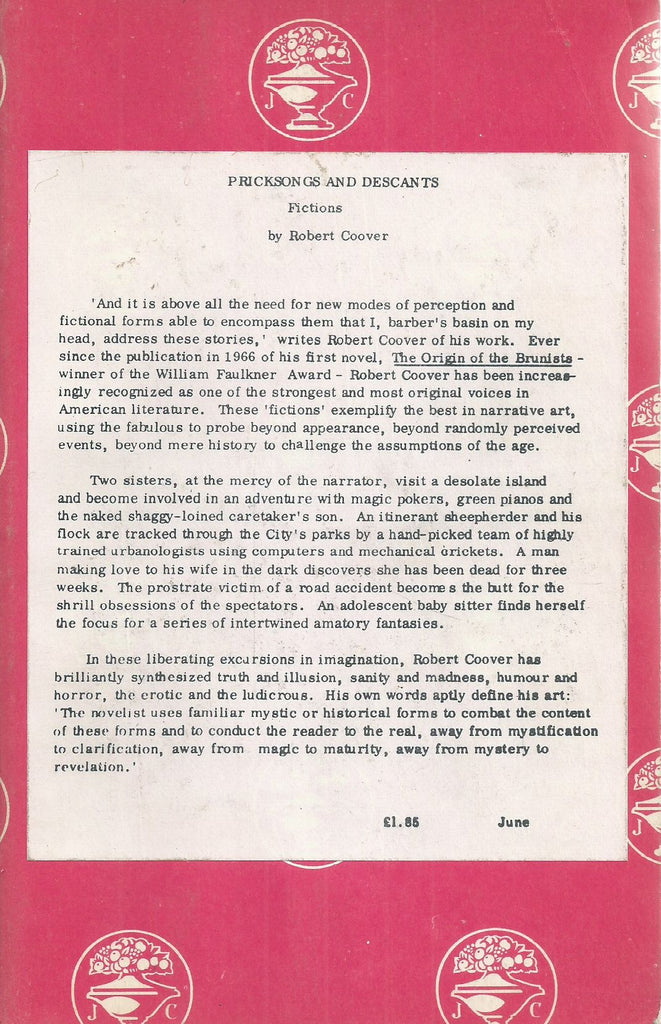 J C
J
PRICKSONGS AND DESCANTS
Fictions
by Robert Coover
'And it is above all the need for new modes of perception and
fictional forms able to encompass them that I, barber's basin on my
head, address these stories,' writes Robert Coover of his work. Ever
since the publication in 1966 of his first novel, The Origin of the Brunists -
winner of the William Faulkner Award - Robert Coover has been increas-
ingly recognized as one of the strongest and most original voices in
American literature. These 'fictions' exemplify the best in narrative art,
using the fabulous to probe beyond appearance, beyond randomly perceived
events, beyond mere history to challenge the assumptions of the age.
Two sisters, at the mercy of the narrator, visit a desolate island
and become involved in an adventure with magic pokers, green pianos and
the naked shaggy-loined caretaker's son. An itinerant sheepherder and his
flock are tracked through the City's parks by a hand-picked team of highly
trained urbanologists using computers and mechanical crickets. A man
making love to his wife in the dark discovers she has been dead for three
weeks. The prostrate victim of a road accident becomes the butt for the
shrill obsessions of the spectators. An adolescent baby sitter finds herself
the focus for a series of intertwined amatory fantasies.
In these liberating excursions in imagination, Robert Coover has
brilliantly synthesized truth and illusion, sanity and madness, humour and
horror, the erotic and the ludicrous. His own words aptly define his art:
'The novelist uses familiar mystic or historical forms to combat the content
of these forms and to conduct the reader to the real, away from mystification
to clarification, away from magic to maturity, away from mystery to
revelation.'
£1.85 June
J
J
J C
J C